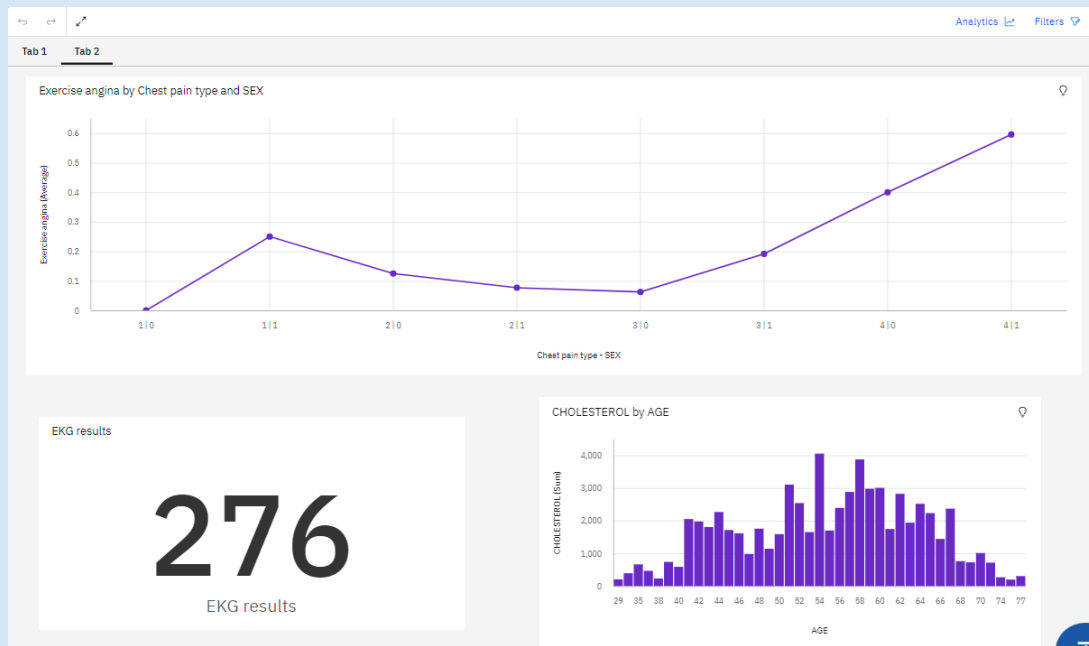 Analytics Filters
Tab 1 Tab 2
Exercise angina by Chest pain type and SEX
Exercise angina (Average)
0.6
0.5
0.4
0.3
0.2
0.1
0
1|0 1|1 2|0 2|1 3|0 3|1 4|0 4|1
Chest pain type - SEX
EKG results
276
EKG results
CHOLESTEROL by AGE
CHOLESTEROL (Sum)
4,000
3,000
2,000
1,000
0
29 35 38 40 42 44 46 48 50 52 54 56 58 60 62 64 66 68 70 74 77
AGE